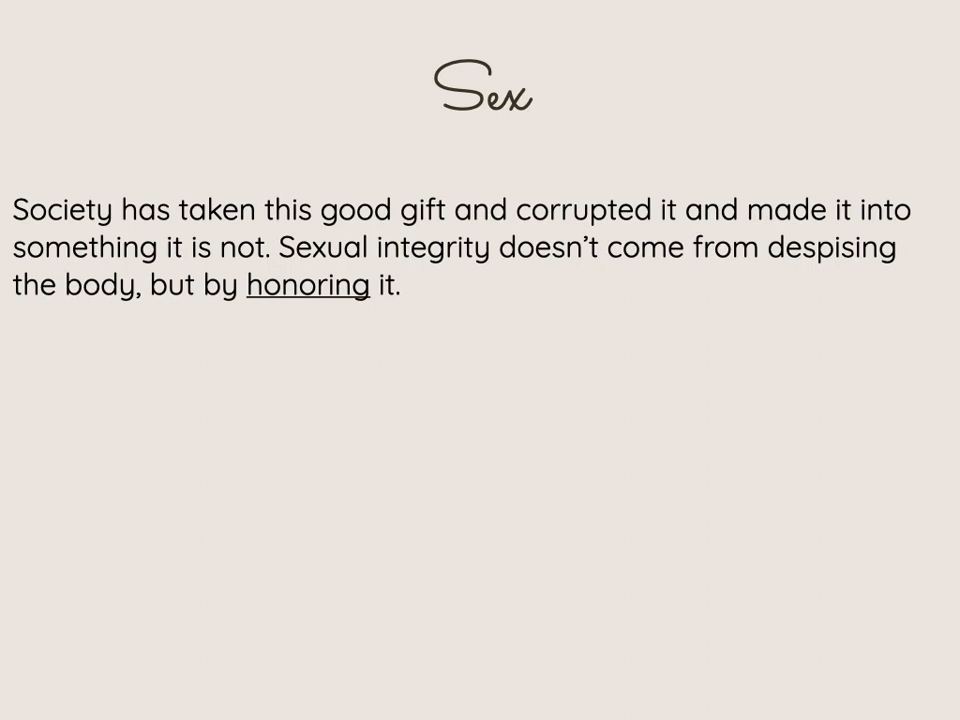 Sex
Society has taken this good gift and corrupted it and made it into
something it is not. Sexual integrity doesn’t come from despising
the body, but by honoring it.